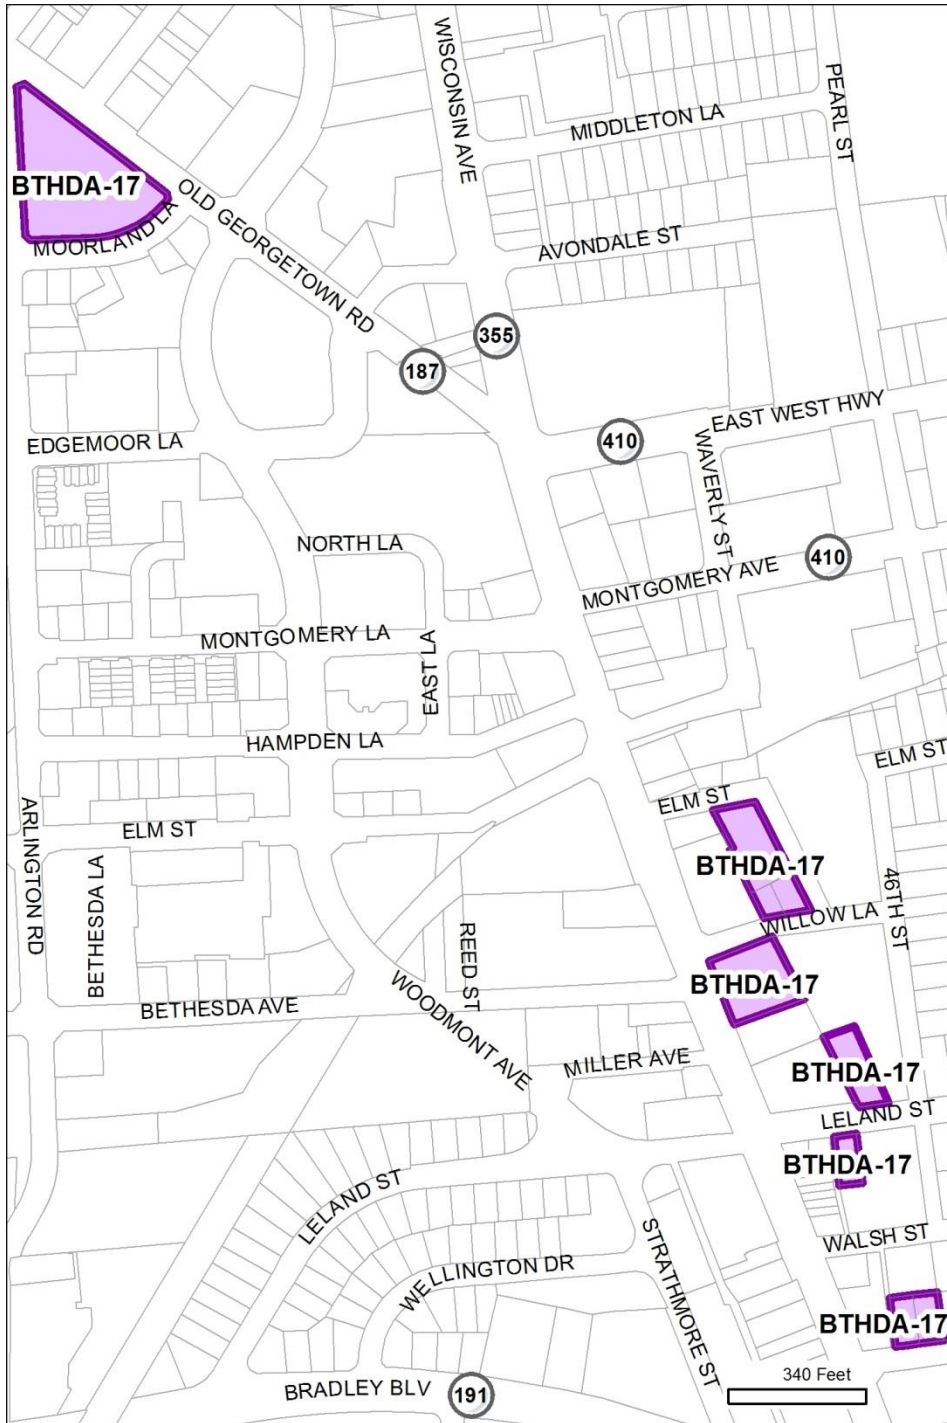 WISCONSIN AVE
PEARL ST
MIDDLETON LA
BTHDA-17
OLD GEORGETOWN RD
MOORLAND LA
AVONDALE ST
355
187
EAST WEST HWY
410
EDGEMOOR LA
WAVERLY ST
NORTH LA
410
MONTGOMERY AVE
MONTGOMERY LA
EAST LA
HAMPDEN LA
ELM ST
ELM ST
ARLINGTON RD
ELM ST
BETHESDA LA
BTHDA-17
46TH ST
WILLOW LA
REED ST
BTHDA-17
BETHESDA AVE
WOODMONT AVE
MILLER AVE
BTHDA-17
LELAND ST
BTHDA-17
LELAND ST
STRATHMORE ST
WALSH ST
WELLINGTON DR
BTHDA-17
340 Feet
BRADLEY BLV
191